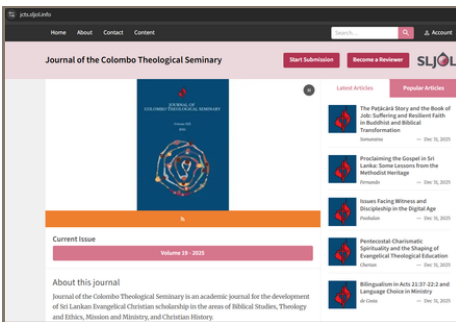 jcts.sljol.info
Home About Contact Content
Search...
Account
Journal of the Colombo Theological Seminary
Start Submission
Become a Reviewer
SLJOL
JOURNAL OF
COLOMBO THEOLOGICAL SEMINARY
Latest Articles
Popular Articles
The Paṭācārā Story and the Book of
Job: Suffering and Resilient Faith
in Buddhist and Biblical
Transformation
— Dec 31, 2025
Proclaiming the Gospel in Sri
Lanka: Some Lessons from the
Methodist Heritage
Fernando — Dec 31, 2025
Issues Facing Witness and
Discipleship in the Digital Age
— Dec 31, 2025
Pentecostal-Charismatic
Spirituality and the Shaping of
Evangelical Theological Education
— Dec 31, 2025
Bilingualism in Acts 21:37-22:2 and
Language Choice in Ministry
— Dec 31, 2025
Current Issue
Volume 19 - 2025
About this journal
Journal of the Colombo Theological Seminary is an academic journal for the development
of Sri Lankan Evangelical Christian scholarship in the areas of Biblical Studies, Theology
and Ethics, Mission and Ministry, and Christian History.